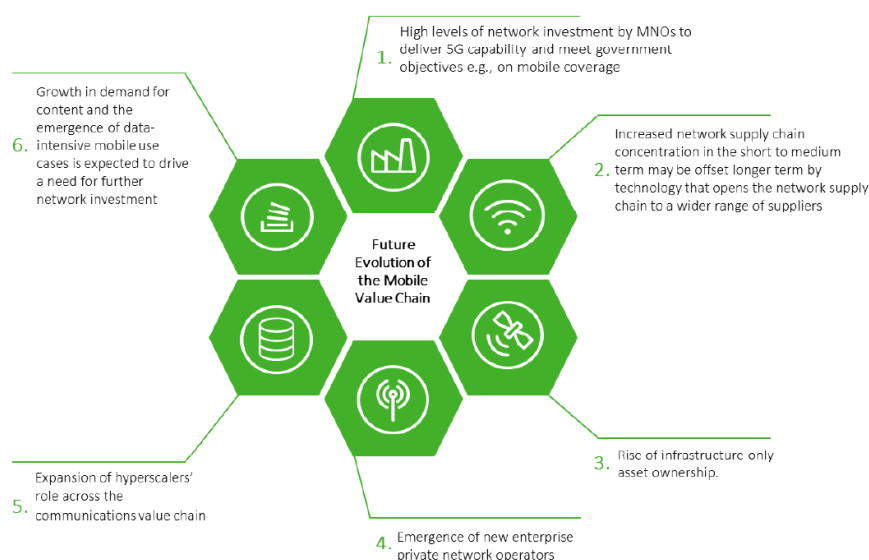 1. High levels of network investment by MNOs to
deliver 5G capability and meet government
objectives e.g., on mobile coverage
2. Increased network supply chain
concentration in the short to medium
term may be offset longer term by
technology that opens the network supply
chain to a wider range of suppliers
3. Rise of infrastructure only
asset ownership.
4. Emergence of new enterprise
private network operators
5. Expansion of hyperscalers'
role across the
communications value chain
6. Growth in demand for
content and the
emergence of data-
intensive mobile use
cases is expected to drive
a need for further
network investment
Future
Evolution of
the Mobile
Value Chain